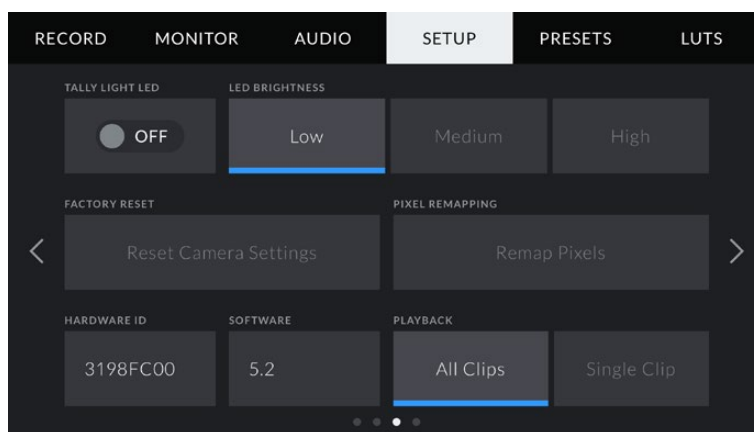 RECORD MONITOR AUDIO SETUP PRESETS LUTS
TALLY LIGHT LED LED BRIGHTNESS
OFF Low Medium High
FACTORY RESET PIXEL REMAPPING
Reset Camera Settings Remap Pixels
HARDWARE ID SOFTWARE PLAYBACK
3198FC00 5.2 All Clips Single Clip